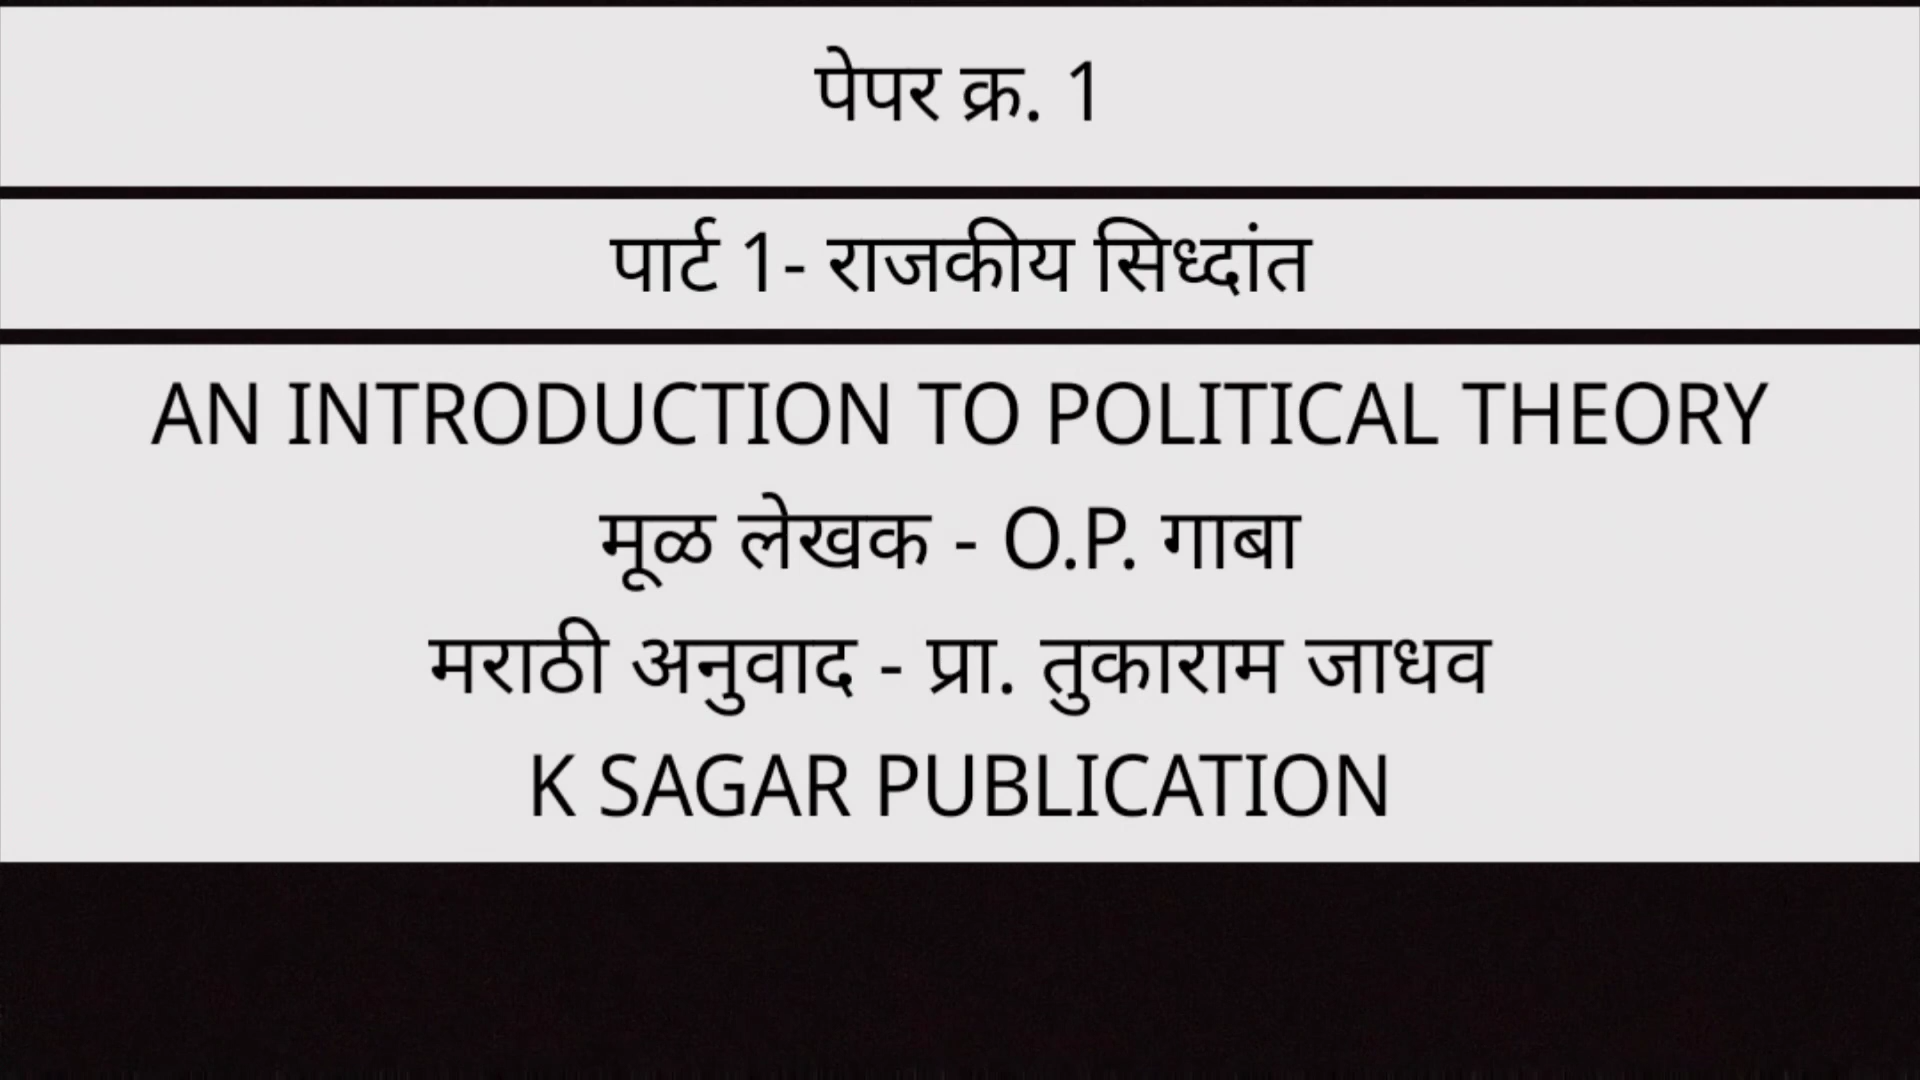 पेपर क्र. 1
पार्ट 1- राजकीय सिध्दांत
AN INTRODUCTION TO POLITICAL THEORY
मूळ लेखक - O.P. गाबा
मराठी अनुवाद - प्रा. तुकाराम जाधव
K SAGAR PUBLICATION